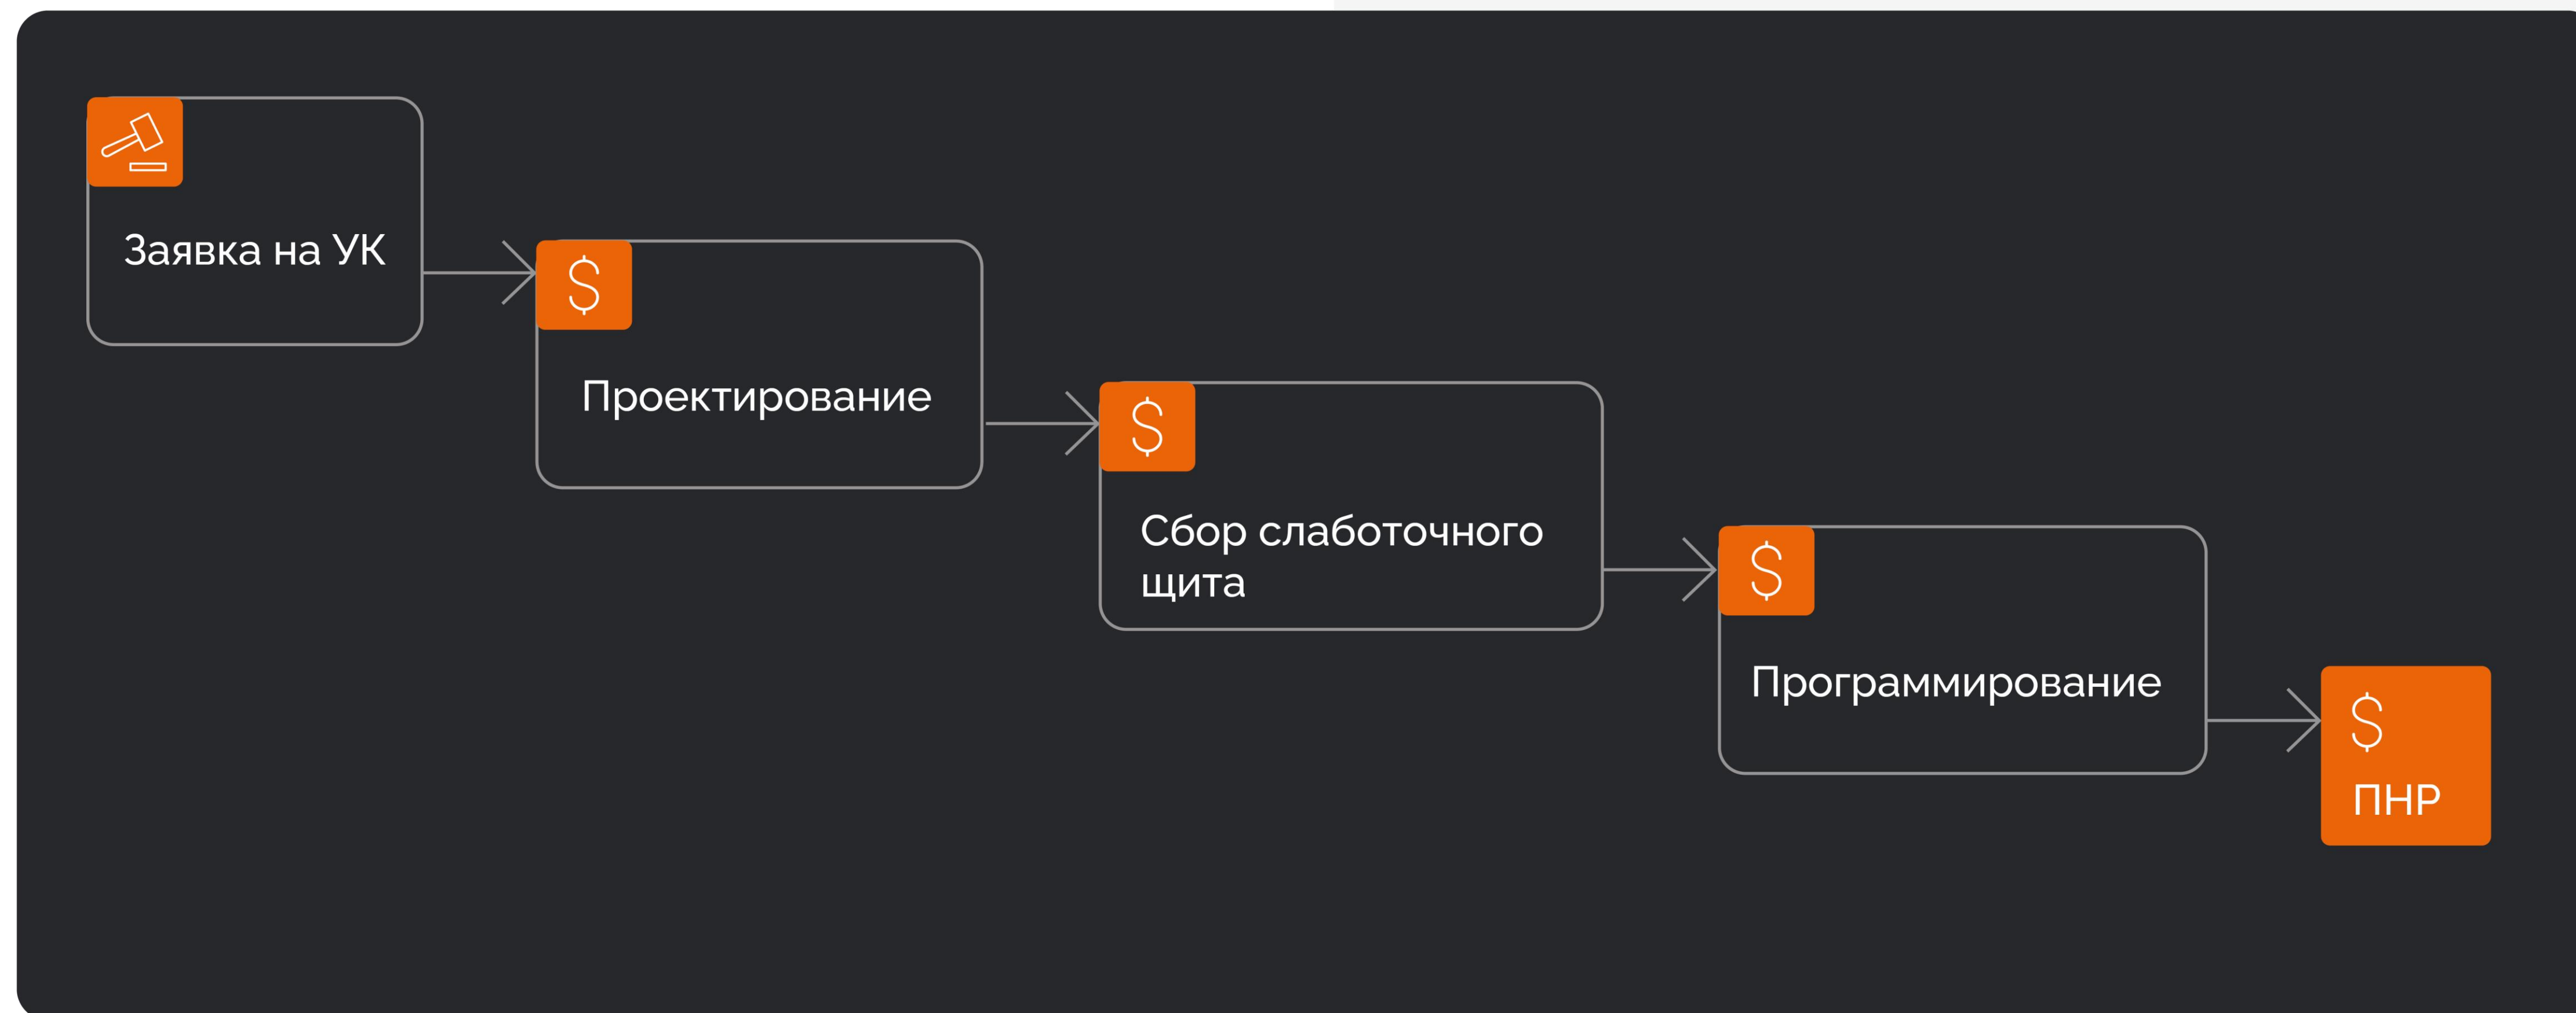 Заявка на УК
$
Проектирование
$
Сбор слаботочного
щита
$
Программирование
$
ПНР